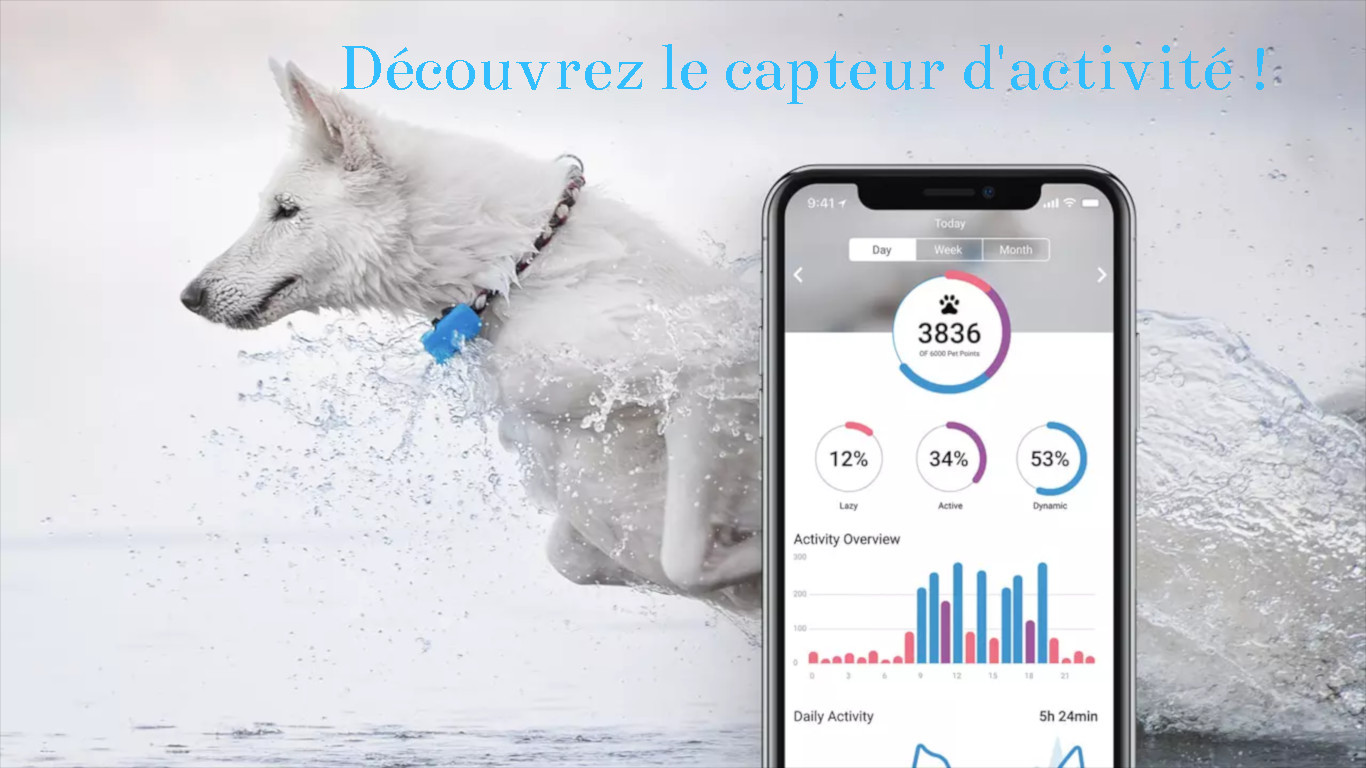 Découvrez le capteur d'activité !
9:41
Today
Day Week Month
3836
OF 6000 Pet Points
12% 34% 53%
Lazy Active Dynamic
Activity Overview
300
200
100
0
0 3 6 9 12 15 18 21
Daily Activity 5h 24min